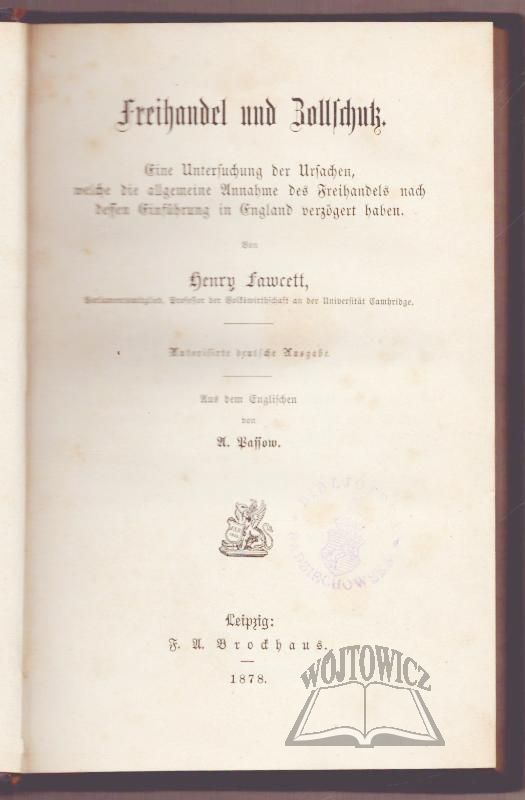 Freihandel und Zollschutz.
Eine Untersuchung der Ursachen,
welche die allgemeine Annahme des Freihandels nach
dessen Einführung in England verzögert haben.
Von
Henry Fawcett,
Parlamentsmitglied, Professor der Volkswirthschaft an der Universität Cambridge.
Autorisirte deutsche Ausgabe.
Aus dem Englischen
von
A. Passow.
Leipzig:
F. A. Brockhaus.
1878.
WÓJTOWICZ